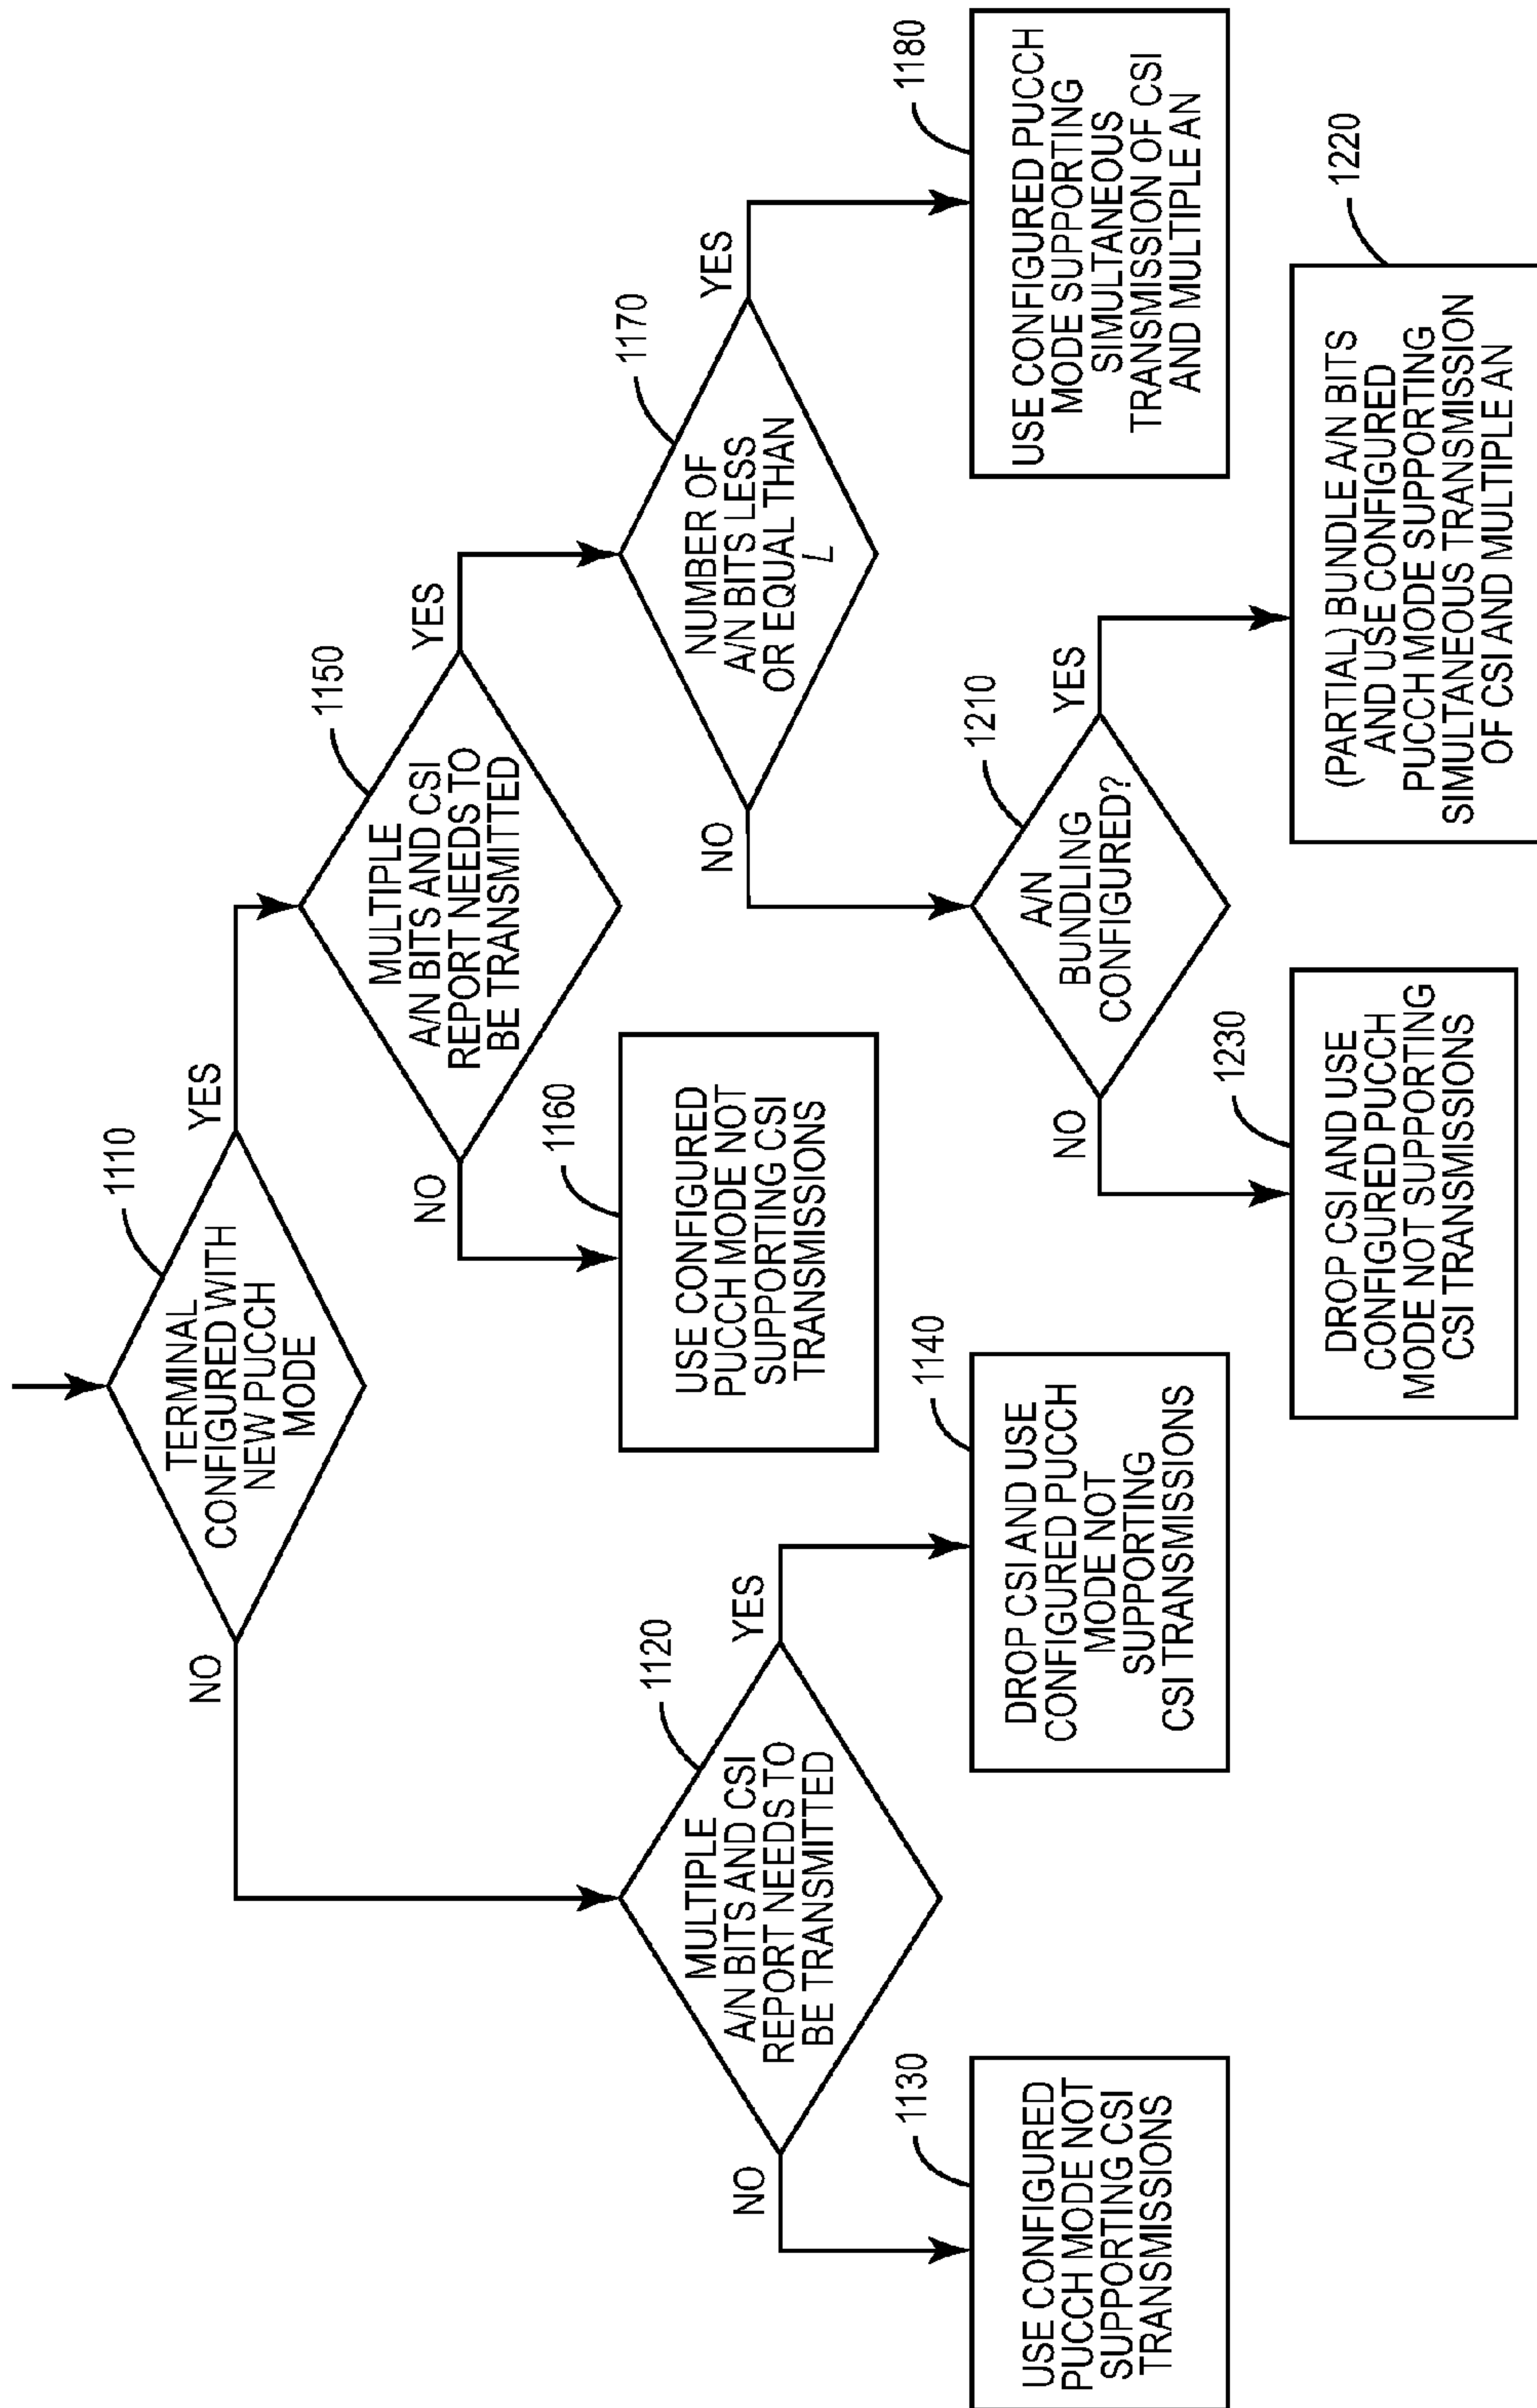 1110
TERMINAL
CONFIGURED WITH
NEW PUCCH
MODE
NO
YES
1120
MULTIPLE
A/N BITS AND CSI
REPORT NEEDS TO
BE TRANSMITTED
NO
YES
1130
USE CONFIGURED
PUCCH MODE NOT
SUPPORTING CSI
TRANSMISSIONS
1140
DROP CSI AND USE
CONFIGURED PUCCH
MODE NOT
SUPPORTING
CSI TRANSMISSIONS
1150
MULTIPLE
A/N BITS AND CSI
REPORT NEEDS TO
BE TRANSMITTED
NO
YES
1160
USE CONFIGURED
PUCCH MODE NOT
SUPPORTING CSI
TRANSMISSIONS
1170
NUMBER OF
A/N BITS LESS
OR EQUAL THAN
L
NO
YES
1180
USE CONFIGURED PUCCH
MODE SUPPORTING
SIMULTANEOUS
TRANSMISSION OF CSI
AND MULTIPLE AN
1210
A/N
BUNDLING
CONFIGURED?
NO
YES
1230
DROP CSI AND USE
CONFIGURED PUCCH
MODE NOT SUPPORTING
CSI TRANSMISSIONS
1220
(PARTIAL) BUNDLE A/N BITS
AND USE CONFIGURED
PUCCH MODE SUPPORTING
SIMULTANEOUS TRANSMISSION
OF CSI AND MULTIPLE AN